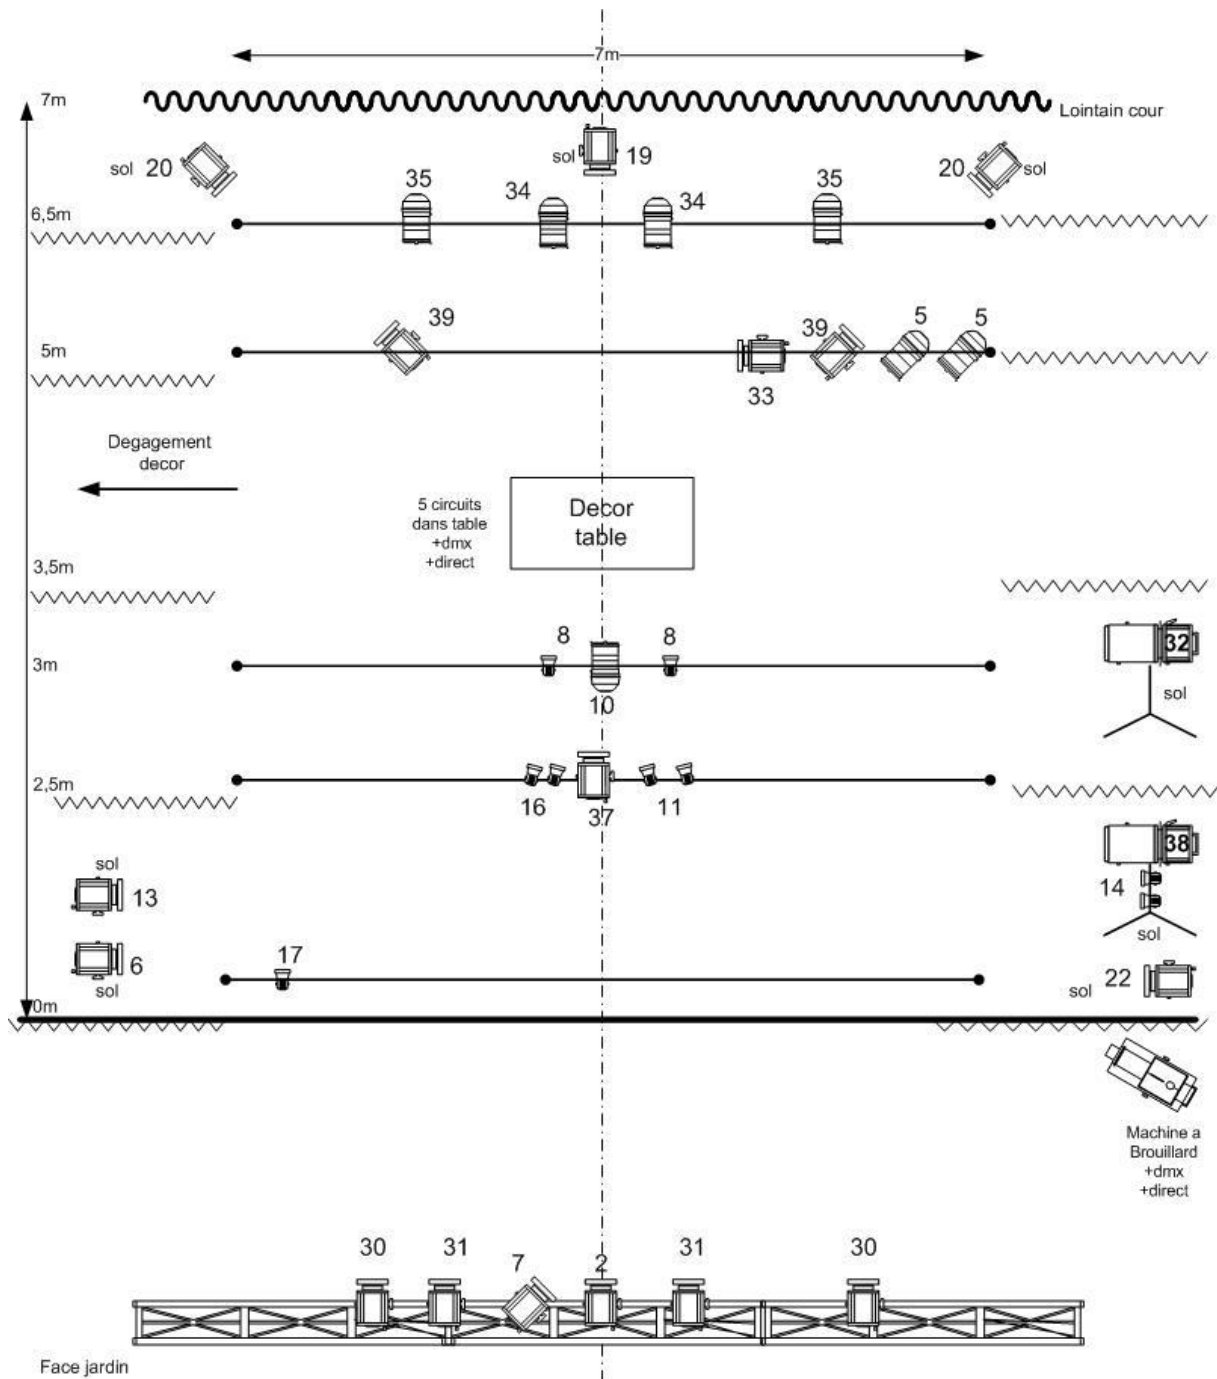 7m
7m
Lointain cour
sol 20
sol 19
20 sol
35
34
34
35
6,5m
39
39
5
5
5m
33
Degagement
decor
5 circuits
dans table
+dmx
+direct
Decor
table
3,5m
8
8
32
3m
sol
10
2,5m
16
37
11
38
sol
13
14
sol
6
sol
17
sol 22
0m
Machine a
Brouillard
+dmx
+direct
30
31
7
2
31
30
Face jardin